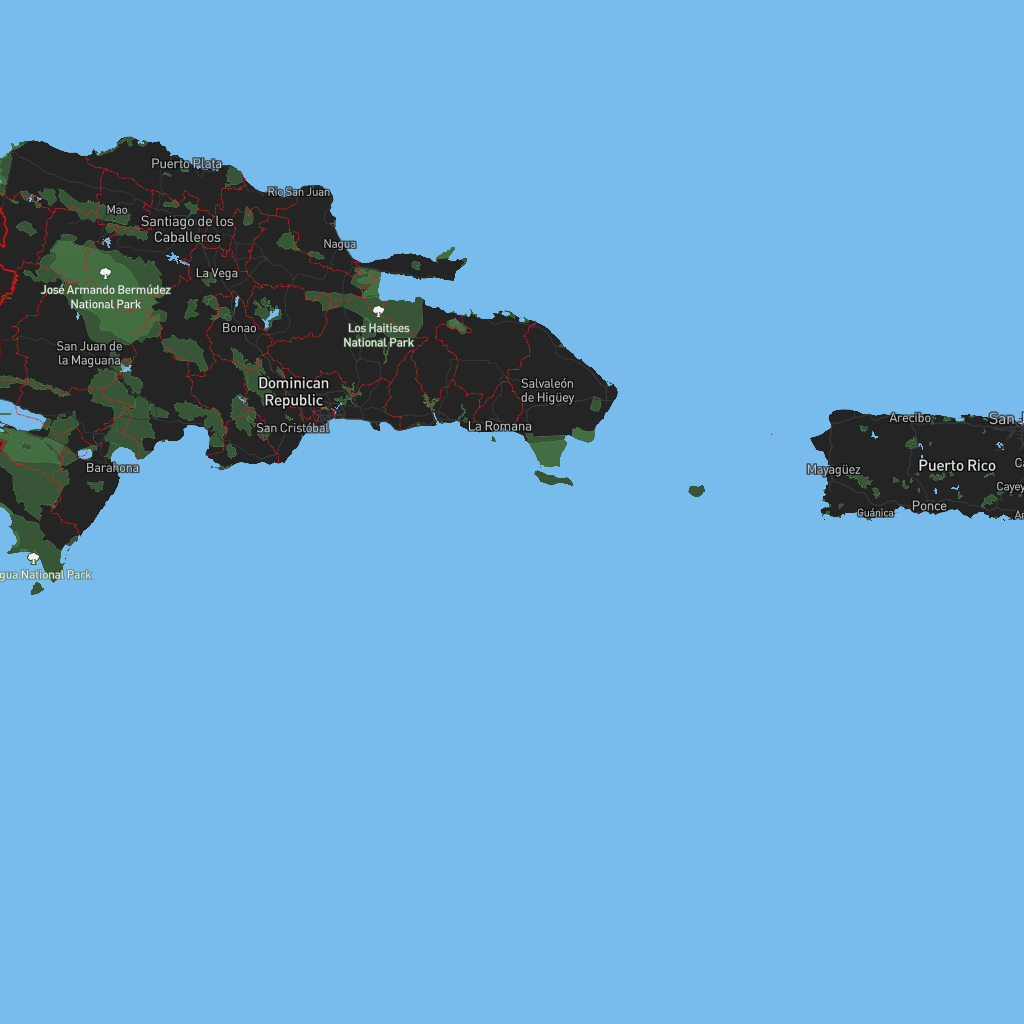 Puerto Plata
Río San Juan
Mao
Santiago de los
Caballeros
Nagua
La Vega
José Armando Bermúdez
National Park
Bonao
Los Haitises
National Park
San Juan de
la Maguana
Dominican
Republic
Salvaleón
de Higüey
San Cristóbal
La Romana
Arecibo
San J
Barahona
Mayagüez
Puerto Rico
Ca
Cayey
Ponce
Guánica
Ar
gua National Park